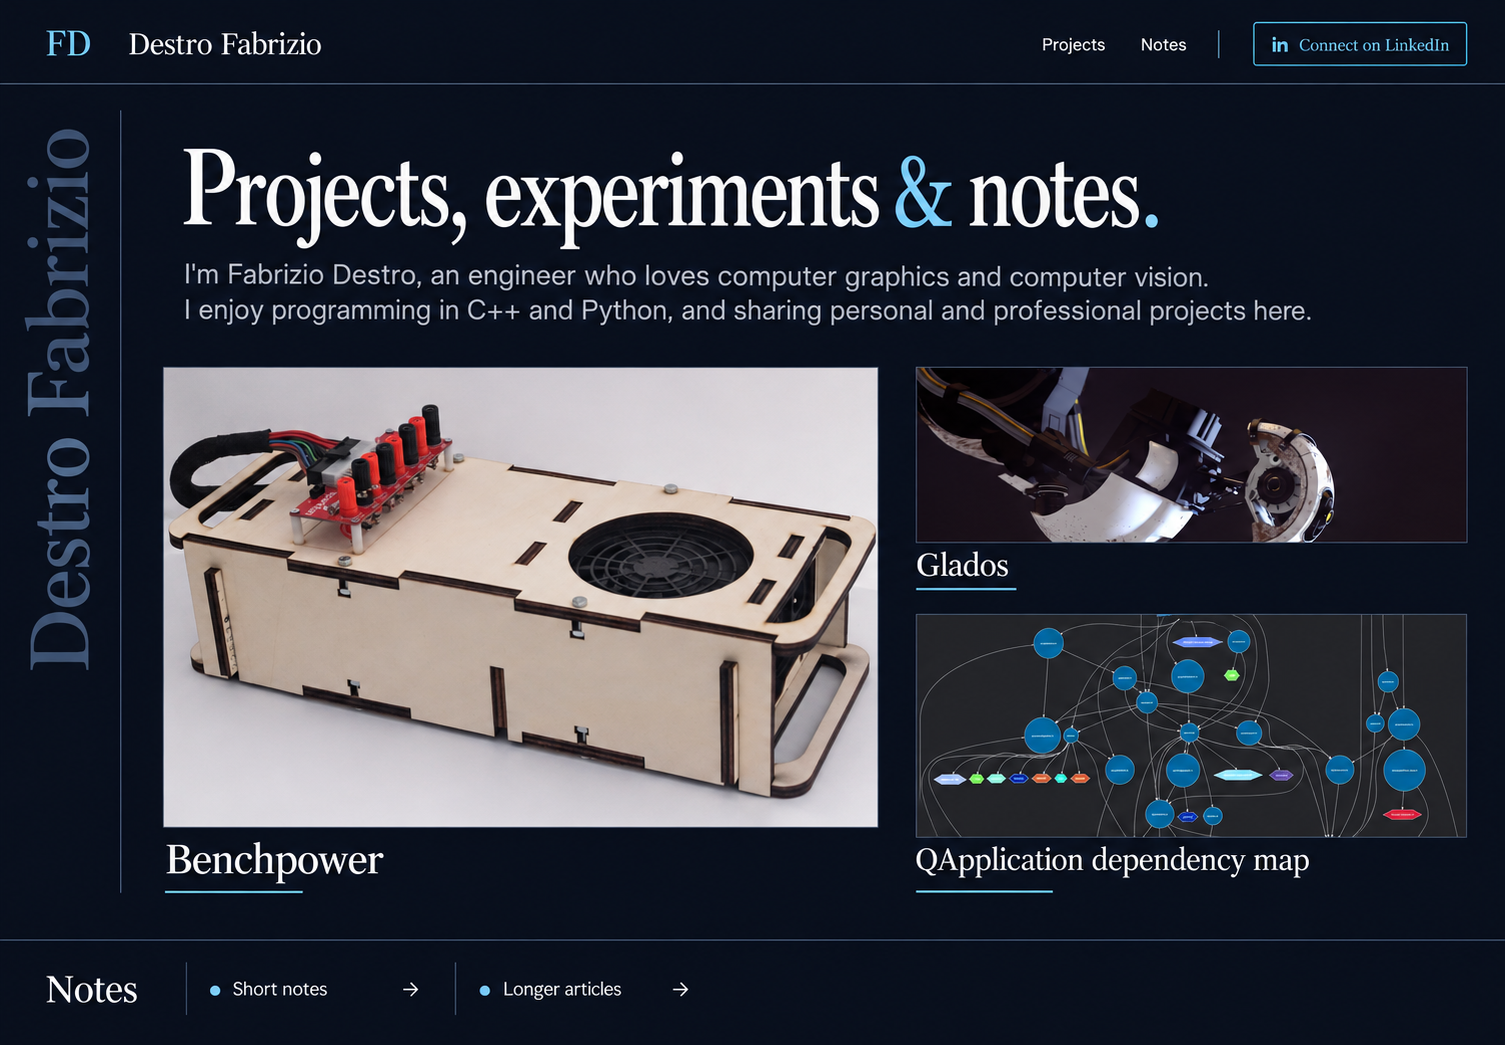 FD
Destro Fabrizio
Projects
Notes
in Connect on LinkedIn
Destro Fabrizio
Projects, experiments & notes.
I'm Fabrizio Destro, an engineer who loves computer graphics and computer vision.
I enjoy programming in C++ and Python, and sharing personal and professional projects here.
Benchpower
Glados
QApplication dependency map
Notes
Short notes
Longer articles